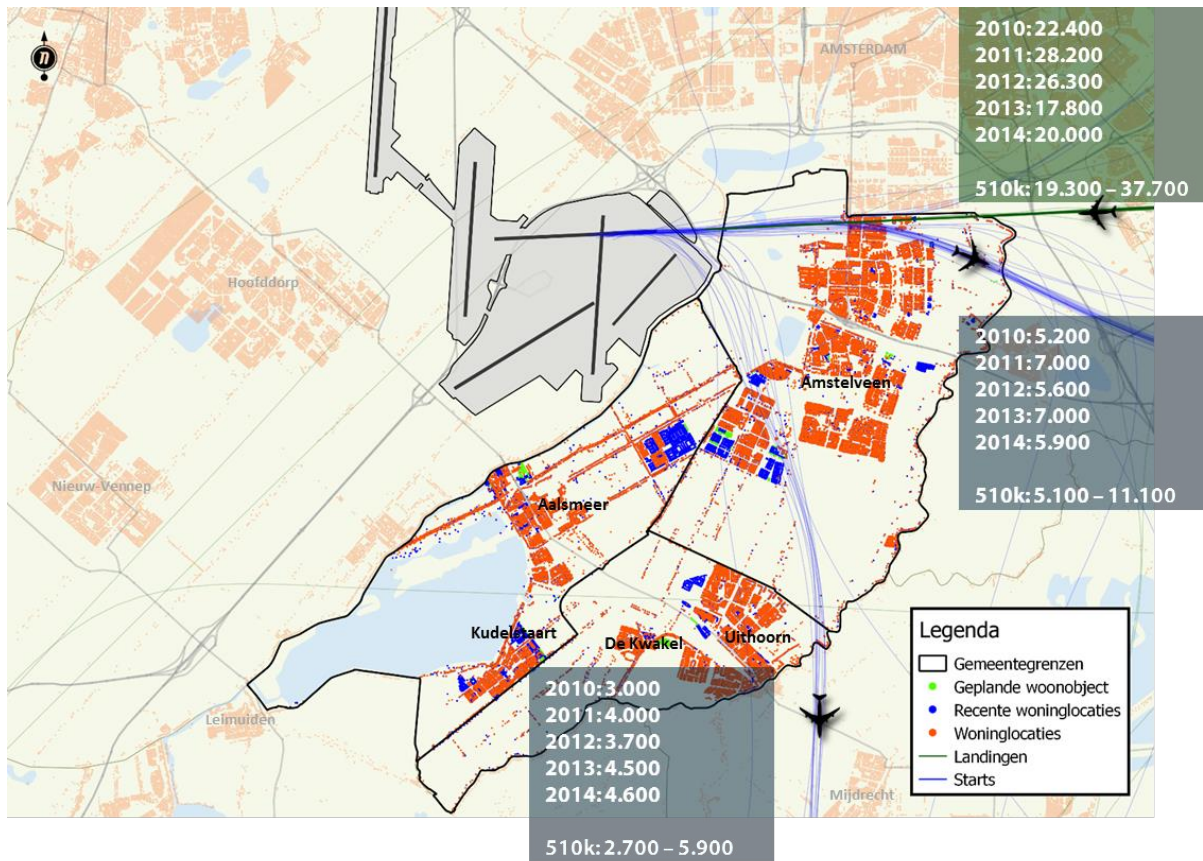 n
AMSTERDAM
2010: 22.400
2011: 28.200
2012: 26.300
2013: 17.800
2014: 20.000
510k: 19.300 – 37.700
Hoofddorp
2010: 5.200
2011: 7.000
2012: 5.600
2013: 7.000
2014: 5.900
510k: 5.100 – 11.100
Amstelveen
Nieuw-Vennep
Aalsmeer
Kudelstaart
De Kwakel
Uithoorn
Leimuiden
2010: 3.000
2011: 4.000
2012: 3.700
2013: 4.500
2014: 4.600
510k: 2.700 – 5.900
Mijdrecht
Legenda
Gemeentegrenzen
Geplande woonobject
Recente woninglocaties
Woninglocaties
Landingen
Starts